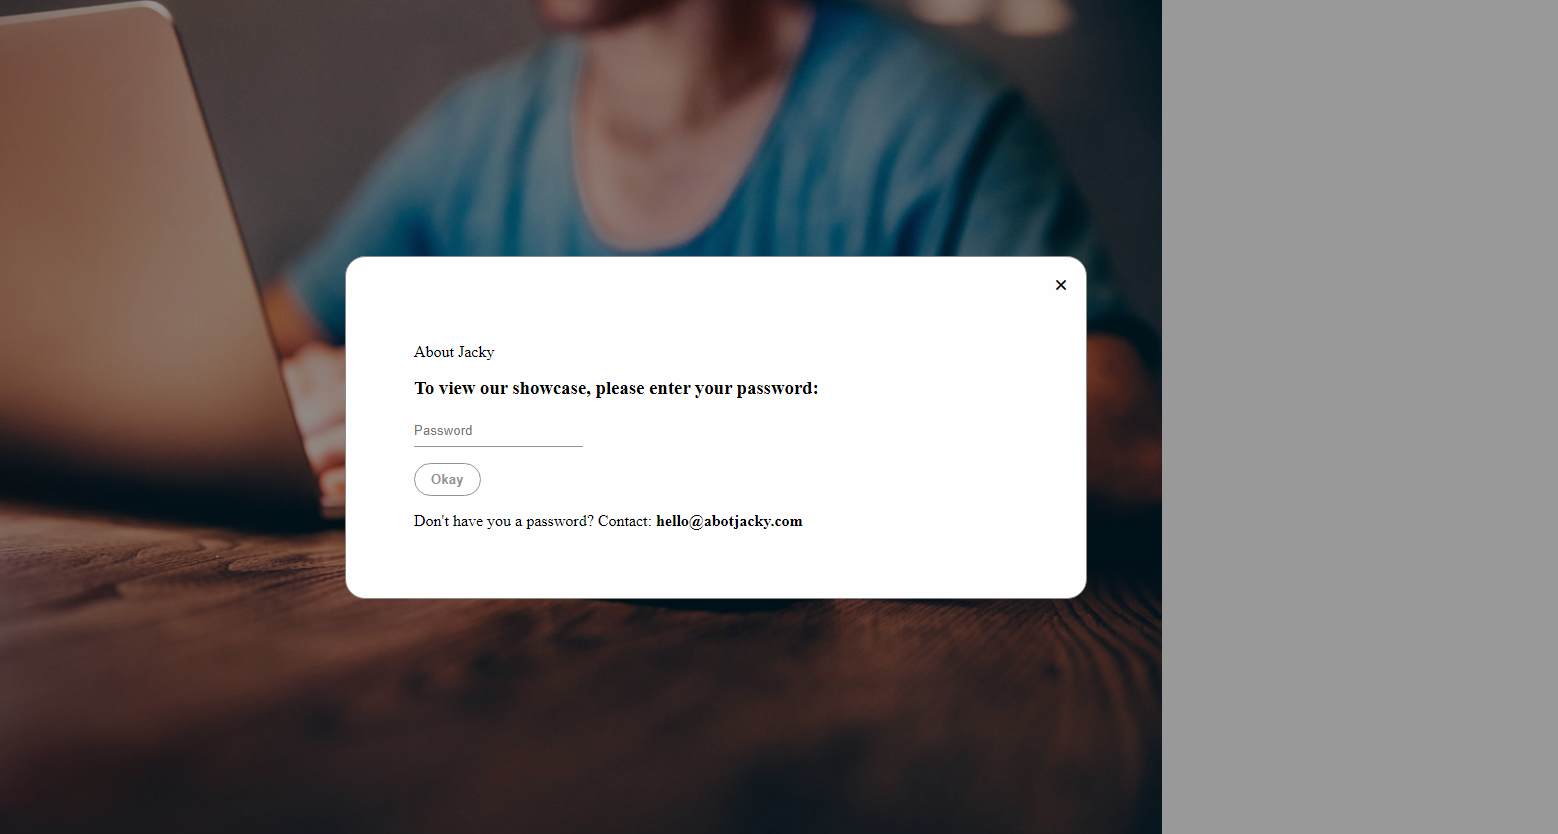 About Jacky
To view our showcase, please enter your password:
Password
Okay
Don't have you a password? Contact: hello@abotjacky.com